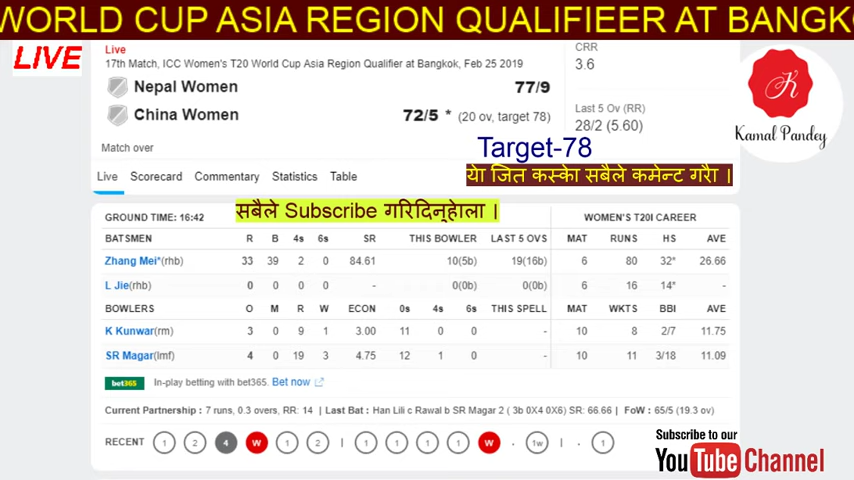 WORLD CUP ASIA REGION QUALIFIEER AT BANGKO
LIVE
Live
17th Match, ICC Women's T20 World Cup Asia Region Qualifier at Bangkok, Feb 25 2019
Nepal Women 77/9
China Women 72/5 * (20 ov, target 78)
Match over
CRR
3.6
Last 5 Ov (RR)
28/2 (5.60)
K
Kamal Pandey
Target-78
Live Scorecard Commentary Statistics Table
यो जित कस्को सबैले कमेन्ट गरौ ।
सबैले Subscribe गरिदिनुहोला ।
GROUND TIME: 16:42 WOMEN'S T20I CAREER
BATSMEN R B 4s 6s SR THIS BOWLER LAST 5 OVS MAT RUNS HS AVE
Zhang Mei*(rhb) 33 39 2 0 84.61 10(5b) 19(16b) 6 80 32* 26.66
L Jie(rhb) 0 0 0 0 - 0(0b) 0(0b) 6 16 14* -
BOWLERS O M R W ECON 0s 4s 6s THIS SPELL MAT WKTS BBI AVE
K Kunwar(rm) 3 0 9 1 3.00 11 0 0 - 10 8 2/7 11.75
SR Magar(lmf) 4 0 19 3 4.75 12 1 0 - 10 11 3/18 11.09
bet365 In-play betting with bet365. Bet now
Current Partnership : 7 runs, 0.3 overs, RR: 14 | Last Bat : Han Lili c Rawal b SR Magar 2 ( 3b 0X4 0X6) SR: 66.66 | FoW : 65/5 (19.3 ov)
RECENT 1 2 4 W 1 2 | 1 1 1 1 W . 1w | . 1
Subscribe to our
YouTube Channel